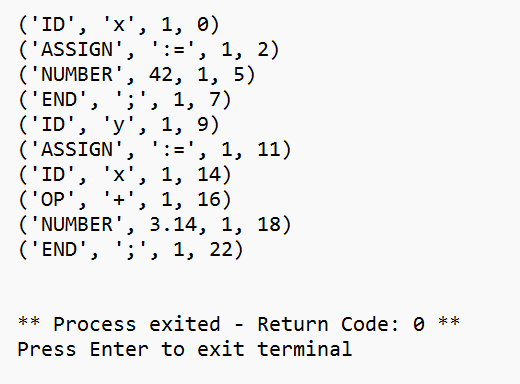 ('ID', 'x', 1, 0)
('ASSIGN', ':=', 1, 2)
('NUMBER', 42, 1, 5)
('END', ';', 1, 7)
('ID', 'y', 1, 9)
('ASSIGN', ':=', 1, 11)
('ID', 'x', 1, 14)
('OP', '+', 1, 16)
('NUMBER', 3.14, 1, 18)
('END', ';', 1, 22)
** Process exited - Return Code: 0 **
Press Enter to exit terminal